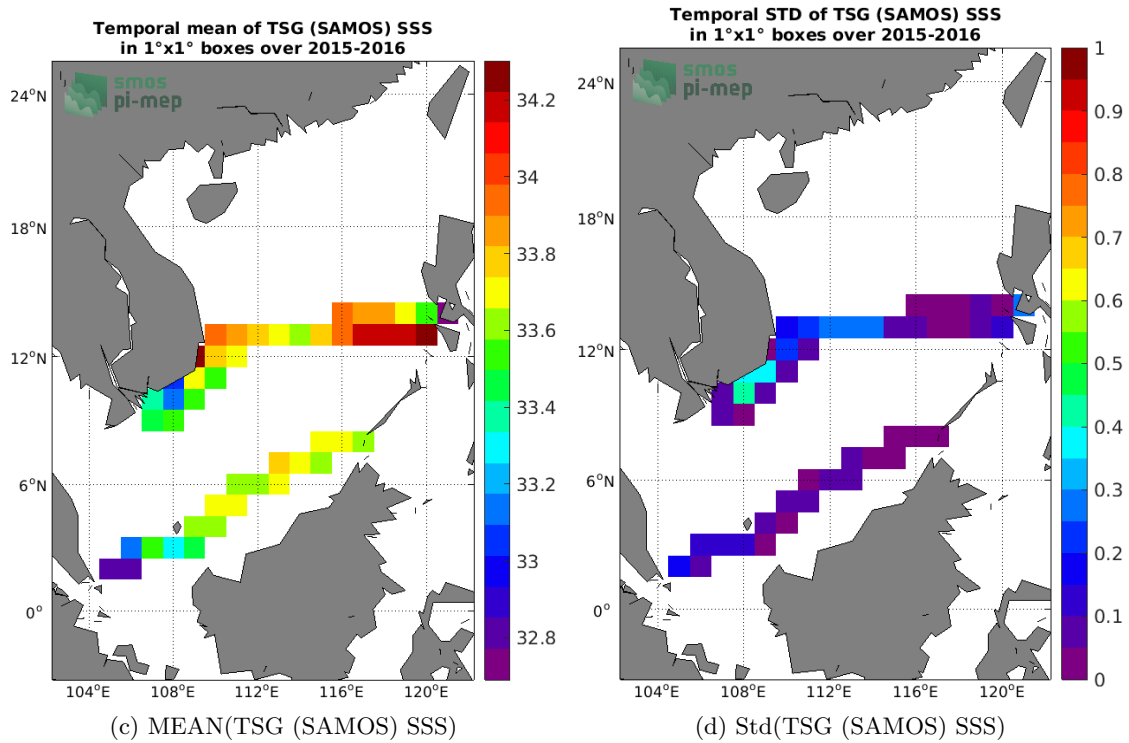 Temporal mean of TSG (SAMOS) SSS
in 1°x1° boxes over 2015-2016
smos
pi-mep
24°N
18°N
12°N
6°N
0°
104°E
108°E
112°E
116°E
120°E
34.2
34
33.8
33.6
33.4
33.2
33
32.8
(c) MEAN(TSG (SAMOS) SSS)
Temporal STD of TSG (SAMOS) SSS
in 1°x1° boxes over 2015-2016
smos
pi-mep
24°N
18°N
12°N
6°N
0°
104°E
108°E
112°E
116°E
120°E
1
0.9
0.8
0.7
0.6
0.5
0.4
0.3
0.2
0.1
0
(d) Std(TSG (SAMOS) SSS)